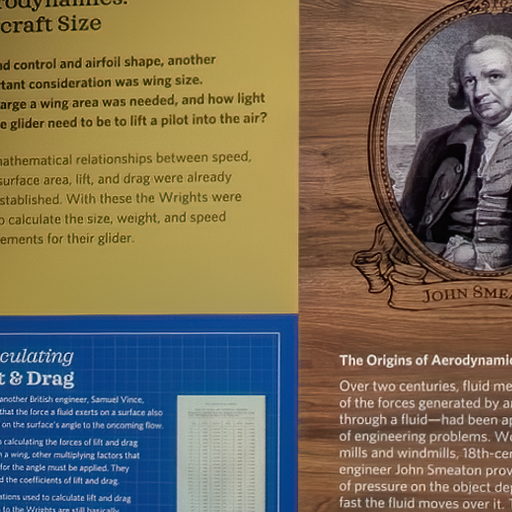 rodynamics:
craft Size
nd control and airfoil shape, another
rtant consideration was wing size.
arge a wing area was needed, and how light
e glider need to be to lift a pilot into the air?
mathematical relationships between speed,
surface area, lift, and drag were already
stablished. With these the Wrights were
o calculate the size, weight, and speed
ements for their glider.
culating
t & Drag
another British engineer, Samuel Vince,
that the force a fluid exerts on a surface also
on the surface's angle to the oncoming flow.
calculating the forces of lift and drag
n a wing, other multiplying factors that
for the angle must be applied. They
d the coefficients of lift and drag.
ations used to calculate lift and drag
to the Wrights are still basically
JOHN SMEA
The Origins of Aerodynamic
Over two centuries, fluid me
of the forces generated by an
through a fluid—had been ap
of engineering problems. Wo
mills and windmills, 18th-cen
engineer John Smeaton prov
of pressure on the object dep
fast the fluid moves over it. T